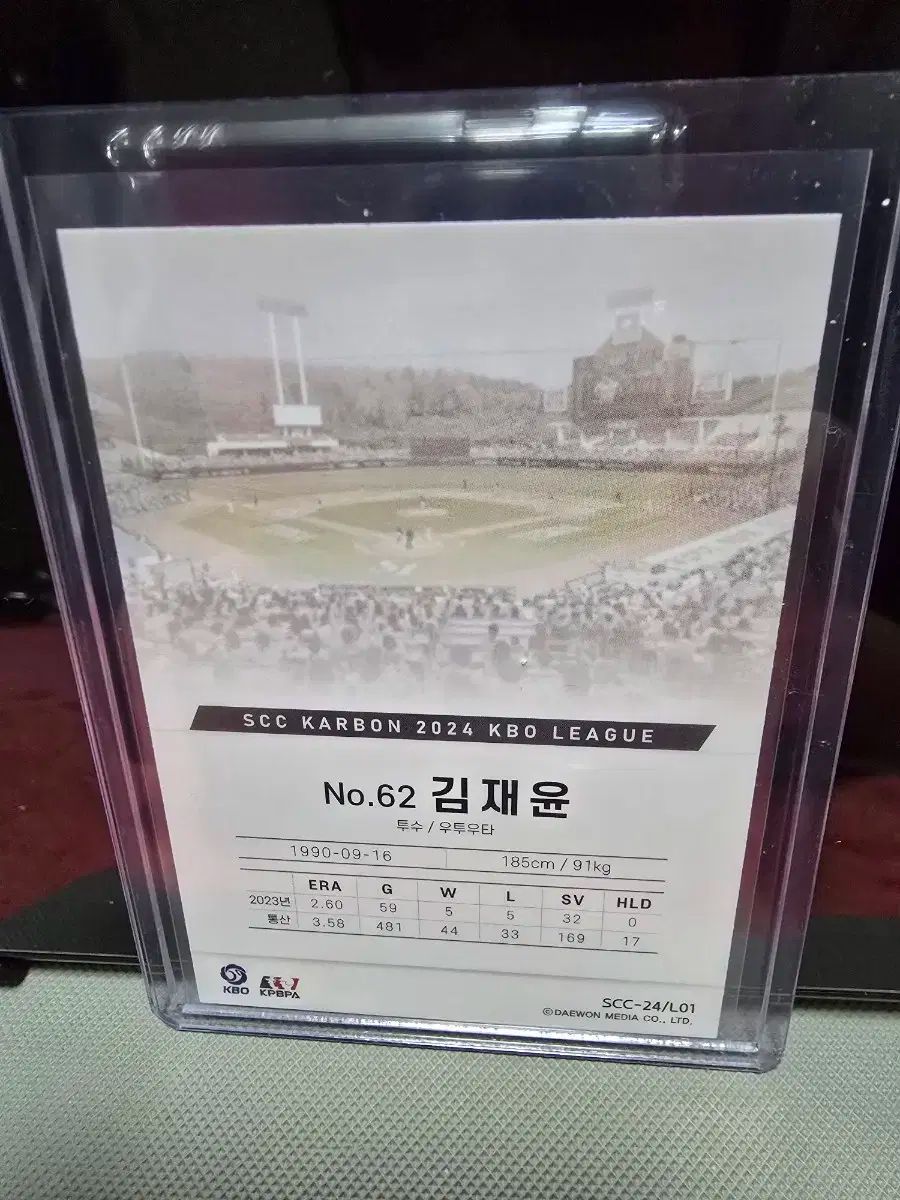 SCC KARBON 2024 KBO LEAGUE
No.62 김재윤
투수 / 우투우타
1990-09-16 185cm / 91kg
ERA G W L SV HLD
2023년 2.60 59 5 5 32 0
통산 3.58 481 44 33 169 17
KBO KPBPA
SCC-24/L01
©DAEWON MEDIA CO., LTD.